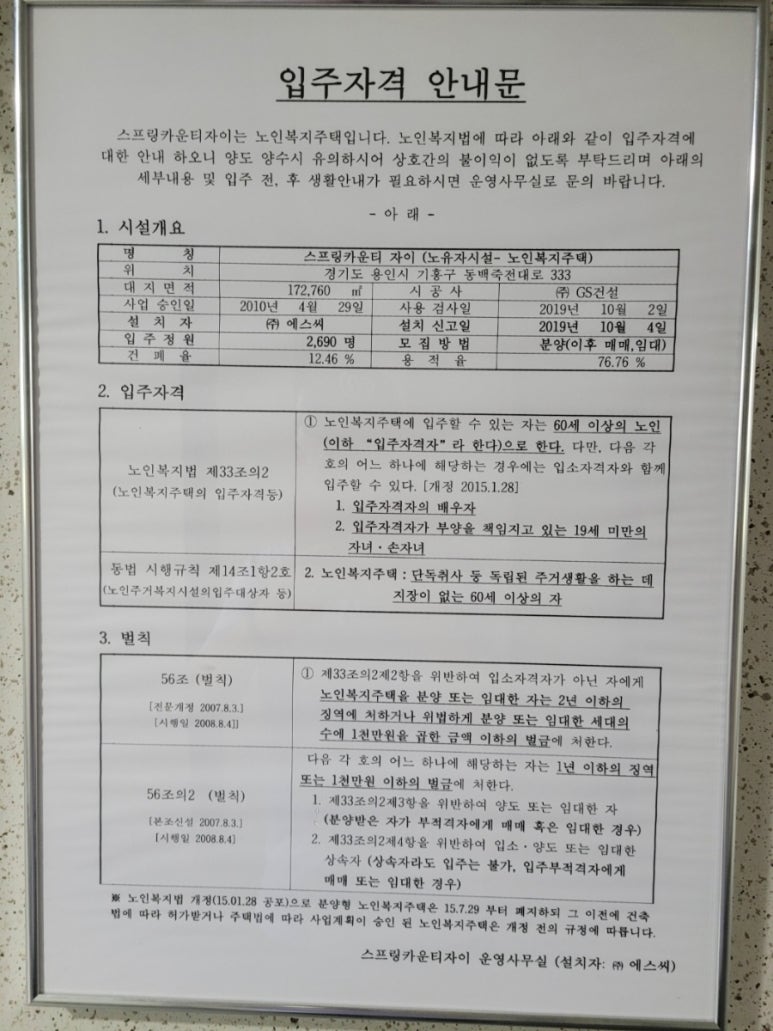 입주자격 안내문
스프링카운티자이는 노인복지주택입니다. 노인복지법에 따라 아래와 같이 입주자격에
대한 안내 하오니 양도 양수시 유의하시어 상호간의 불이익이 없도록 부탁드리며 아래의
세부내용 및 입주 전, 후 생활안내가 필요하시면 운영사무실로 문의 바랍니다.
- 아 래 -
1. 시설개요
명 칭 스프링카운티 자이 (노유자시설- 노인복지주택)
위 치 경기도 용인시 기흥구 동백죽전대로 333
대 지 면 적 172,760 ㎡ 시 공 사 ㈜ GS건설
사업 승인일 2010년 4월 29일 사용 검사일 2019년 10월 2일
설 치 자 ㈜ 에스씨 설치 신고일 2019년 10월 4일
입 주 정 원 2,690 명 모 집 방 법 분양(이후 매매,임대)
건 폐 율 12.46 % 용 적 율 76.76 %
2. 입주자격
노인복지법 제33조의2
(노인복지주택의 입주자격등)
① 노인복지주택에 입주할 수 있는 자는 60세 이상의 노인
(이하 “입주자격자”라 한다)으로 한다. 다만, 다음 각
호의 어느 하나에 해당하는 경우에는 입소자격자와 함께
입주할 수 있다. [개정 2015.1.28]
1. 입주자격자의 배우자
2. 입주자격자가 부양을 책임지고 있는 19세 미만의
자녀·손자녀
동법 시행규칙 제14조1항2호
(노인주거복지시설의입주대상자 등)
2. 노인복지주택 : 단독취사 등 독립된 주거생활을 하는 데
지장이 없는 60세 이상의 자
3. 벌칙
56조 (벌칙)
[전문개정 2007.8.3.]
[시행일 2008.8.4]]
① 제33조의2제2항을 위반하여 입소자격자가 아닌 자에게
노인복지주택을 분양 또는 임대한 자는 2년 이하의
징역에 처하거나 위법하게 분양 또는 임대한 세대의
수에 1천만원을 곱한 금액 이하의 벌금에 처한다.
56조의2 (벌칙)
[본조신설 2007.8.3.]
[시행일 2008.8.4]
다음 각 호의 어느 하나에 해당하는 자는 1년 이하의 징역
또는 1천만원 이하의 벌금에 처한다.
1. 제33조의2제3항을 위반하여 양도 또는 임대한 자
(분양받은 자가 부적격자에게 매매 혹은 임대한 경우)
2. 제33조의2제4항을 위반하여 입소·양도 또는 임대한
상속자 (상속자라도 입주는 불가, 입주부적격자에게
매매 또는 임대한 경우)
※ 노인복지법 개정(15.01.28 공포)으로 분양형 노인복지주택은 15.7.29 부터 폐지하되 그 이전에 건축
법에 따라 허가받거나 주택법에 따라 사업계획이 승인 된 노인복지주택은 개정 전의 규정에 따릅니다.
스프링카운티자이 운영사무실 (설치자: ㈜ 에스씨)